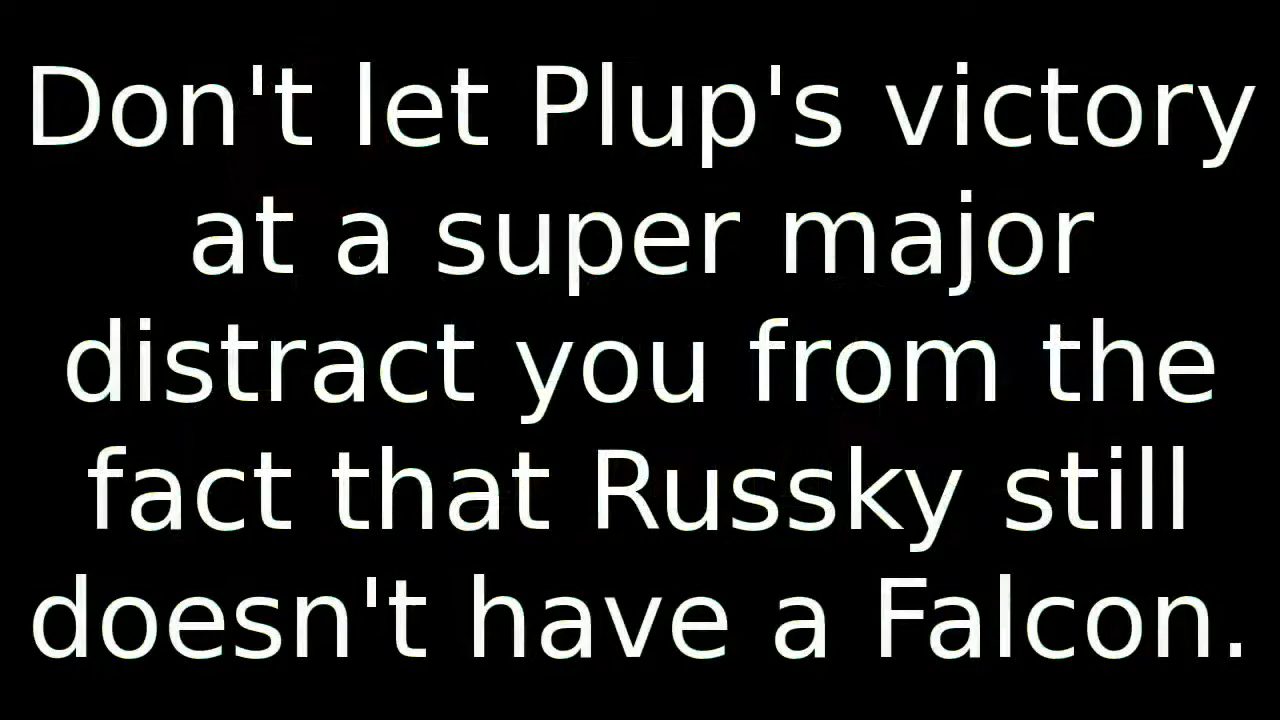 Don't let Plup's victory
at a super major
distract you from the
fact that Russky still
doesn't have a Falcon.